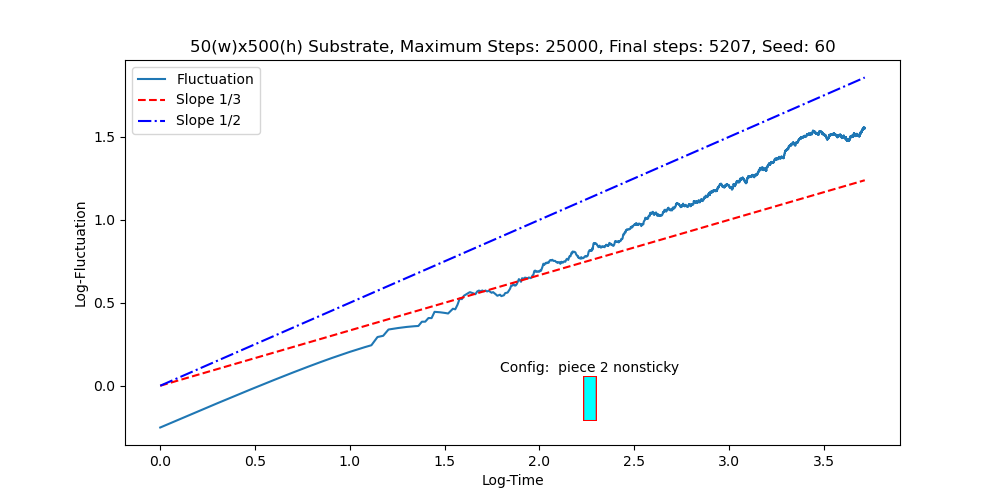 50(w)x500(h) Substrate, Maximum Steps: 25000, Final steps: 5207, Seed: 60
Fluctuation
Slope 1/3
Slope 1/2
1.5
1.0
0.5
0.0
Log-Fluctuation
Config:  piece 2 nonsticky
0.0 0.5 1.0 1.5 2.0 2.5 3.0 3.5
Log-Time